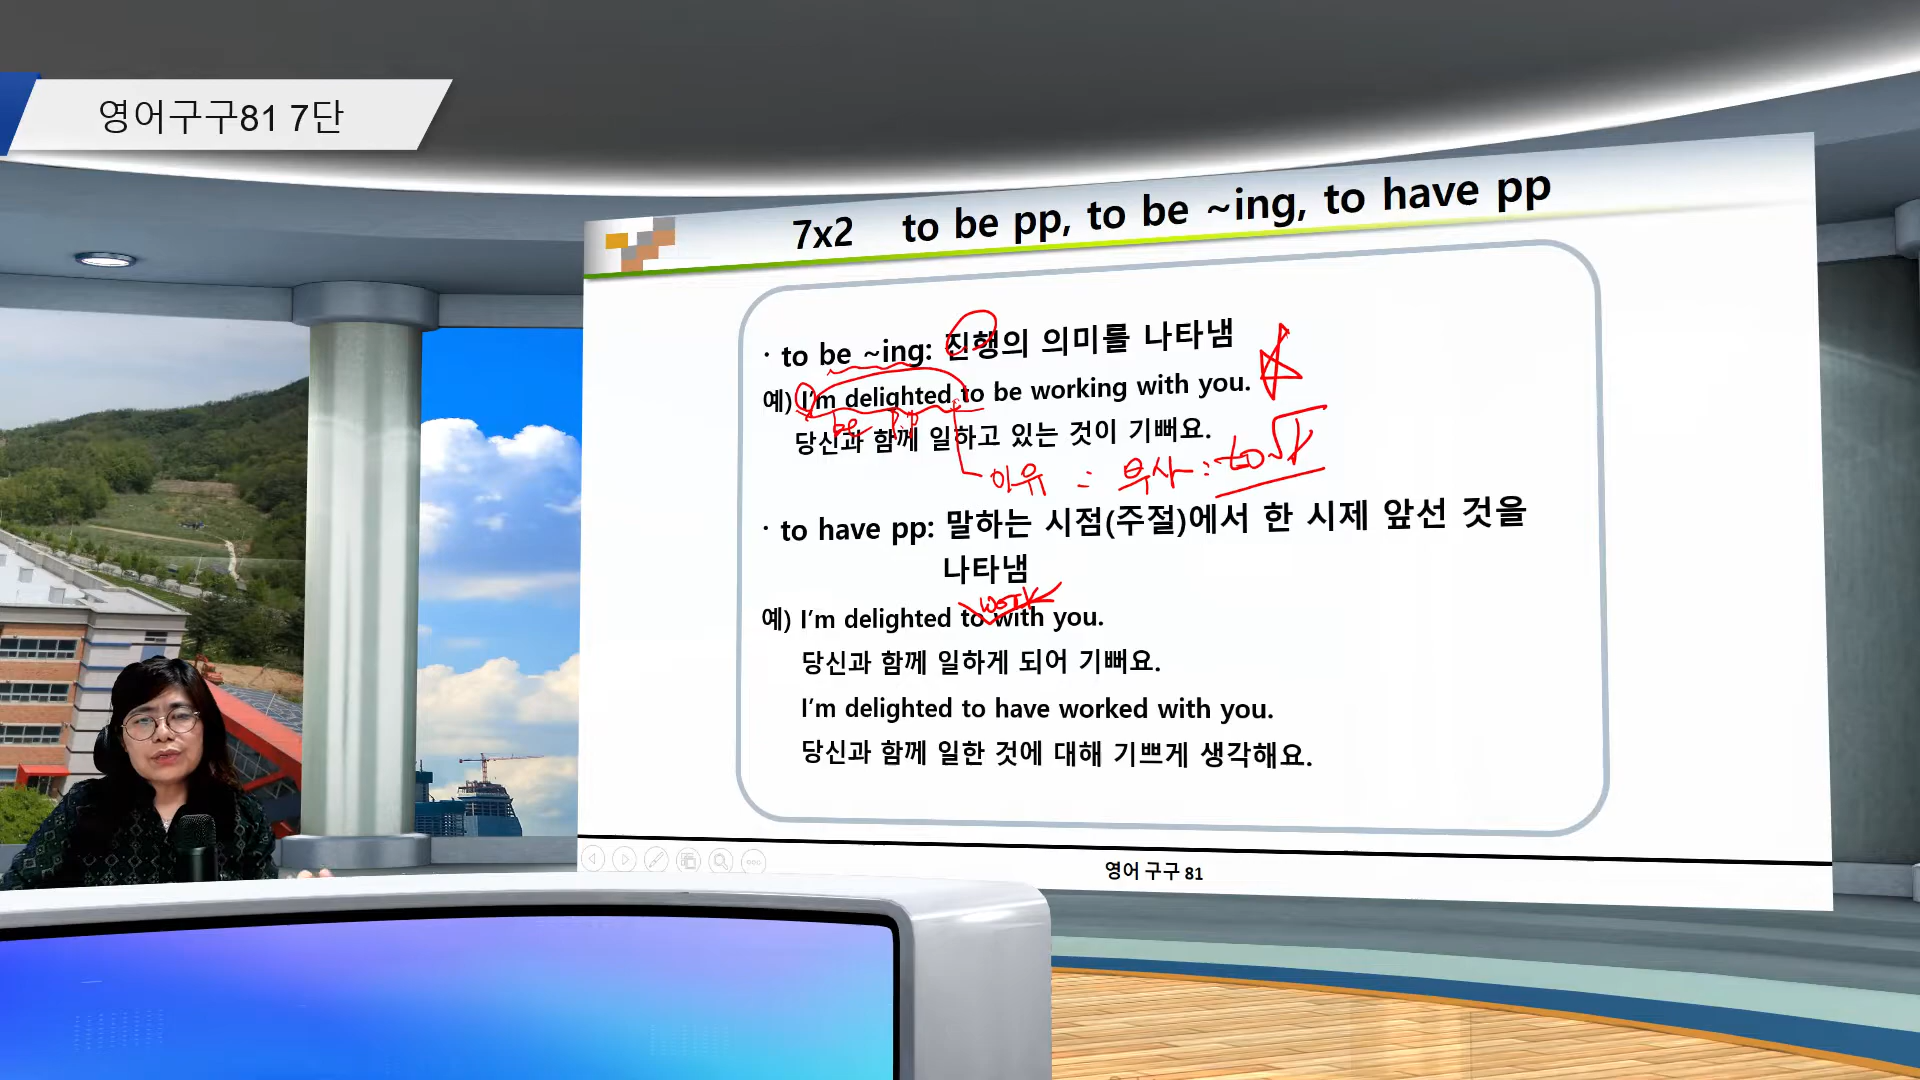 영어구구81 7단
7x2 to be pp, to be ~ing, to have pp
· to be ~ing: 진행의 의미를 나타냄
예) I'm delighted to be working with you.
be p.p
당신과 함께 일하고 있는 것이 기뻐요.
이유 : 부사 : to
· to have pp: 말하는 시점(주절)에서 한 시제 앞선 것을
나타냄
work
예) I'm delighted to with you.
당신과 함께 일하게 되어 기뻐요.
I'm delighted to have worked with you.
당신과 함께 일한 것에 대해 기쁘게 생각해요.
영어 구구 81